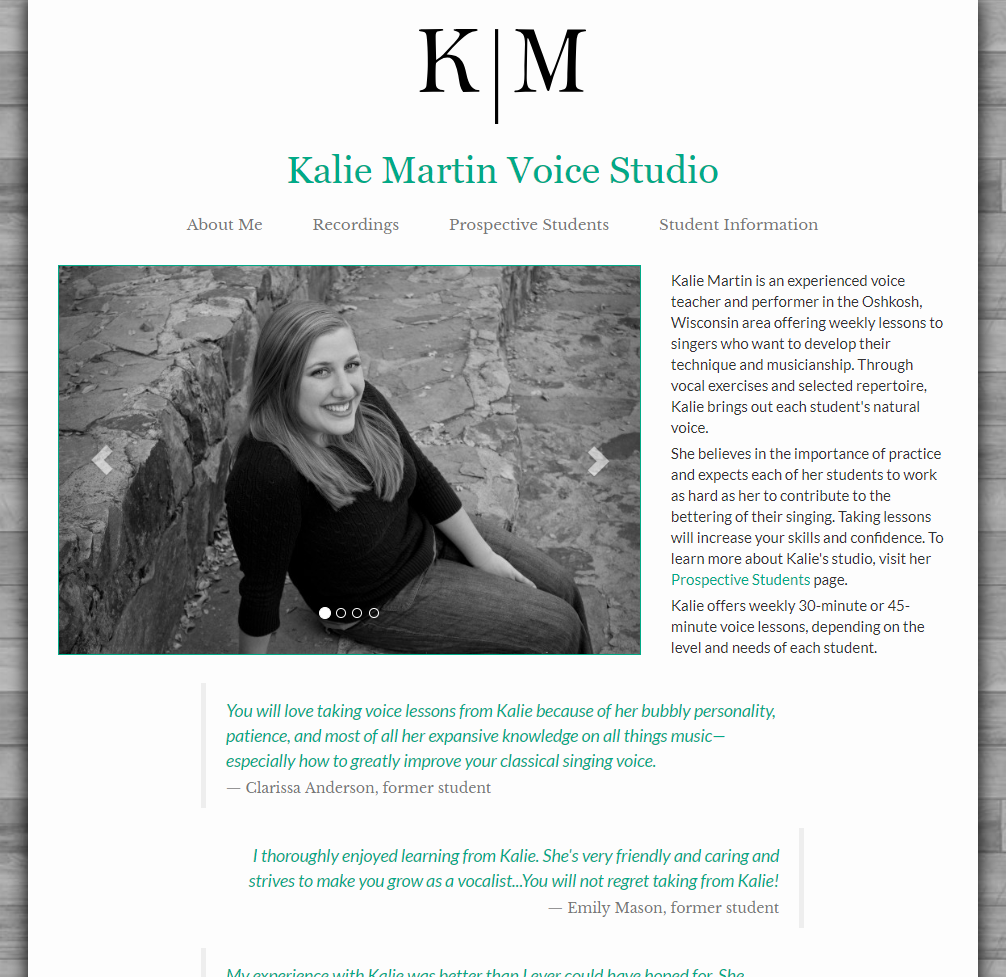 K|M
Kalie Martin Voice Studio
About Me Recordings Prospective Students Student Information
Kalie Martin is an experienced voice
teacher and performer in the Oshkosh,
Wisconsin area offering weekly lessons to
singers who want to develop their
technique and musicianship. Through
vocal exercises and selected repertoire,
Kalie brings out each student's natural
voice.
She believes in the importance of practice
and expects each of her students to work
as hard as her to contribute to the
bettering of their singing. Taking lessons
will increase your skills and confidence. To
learn more about Kalie's studio, visit her
Prospective Students page.
Kalie offers weekly 30-minute or 45-
minute voice lessons, depending on the
level and needs of each student.
You will love taking voice lessons from Kalie because of her bubbly personality,
patience, and most of all her expansive knowledge on all things music—
especially how to greatly improve your classical singing voice.
— Clarissa Anderson, former student
I thoroughly enjoyed learning from Kalie. She's very friendly and caring and
strives to make you grow as a vocalist...You will not regret taking from Kalie!
— Emily Mason, former student
My experience with Kalie was better than I ever could have hoped for. She